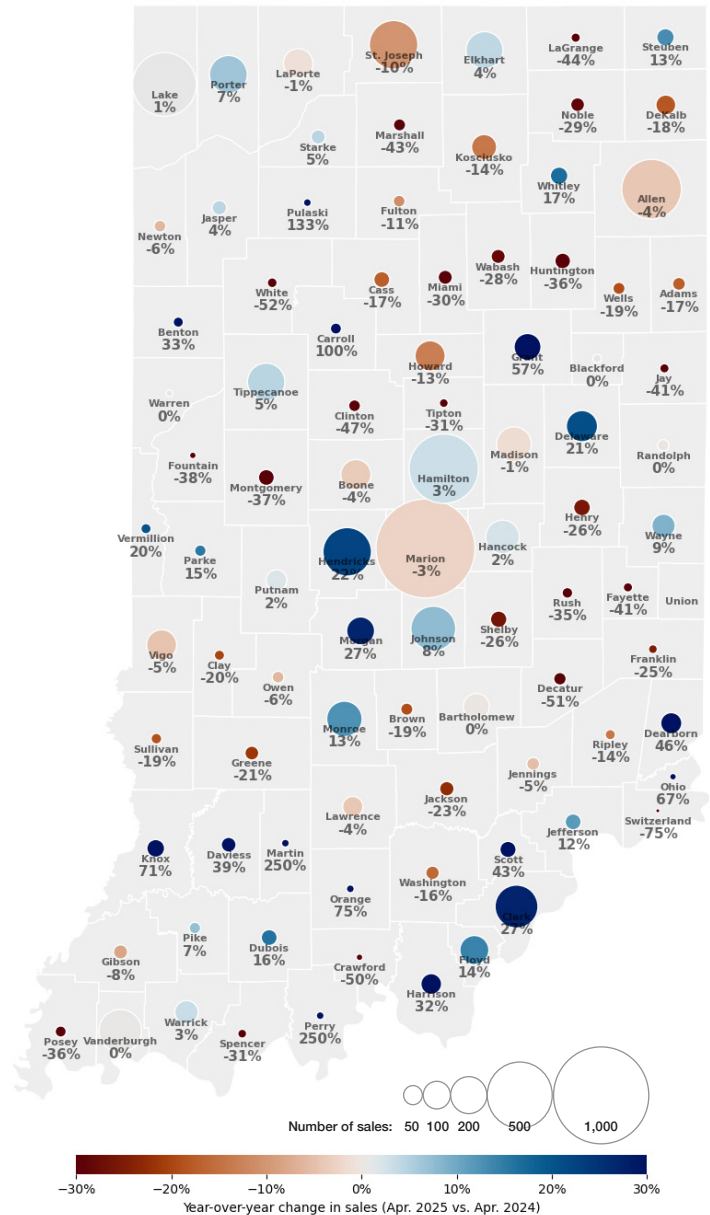 Lake
1%
Porter
7%
LaPorte
-1%
St. Joseph
-10%
Elkhart
4%
LaGrange
-44%
Steuben
13%
Noble
-29%
DeKalb
-18%
Starke
5%
Marshall
-43%
Kosciusko
-14%
Whitley
17%
Allen
-4%
Newton
-6%
Jasper
4%
Pulaski
133%
Fulton
-11%
White
-52%
Cass
-17%
Miami
-30%
Wabash
-28%
Huntington
-36%
Wells
-19%
Adams
-17%
Benton
33%
Carroll
100%
Howard
-13%
Grant
57%
Blackford
0%
Jay
-41%
Warren
0%
Tippecanoe
5%
Clinton
-47%
Tipton
-31%
Madison
-1%
Delaware
21%
Randolph
0%
Fountain
-38%
Montgomery
-37%
Boone
-4%
Hamilton
3%
Henry
-26%
Wayne
9%
Vermillion
20%
Parke
15%
Putnam
2%
Hendricks
22%
Marion
-3%
Hancock
2%
Rush
-35%
Fayette
-41%
Union
Vigo
-5%
Clay
-20%
Owen
-6%
Morgan
27%
Johnson
8%
Shelby
-26%
Decatur
-51%
Franklin
-25%
Sullivan
-19%
Greene
-21%
Monroe
13%
Brown
-19%
Bartholomew
0%
Jennings
-5%
Ripley
-14%
Dearborn
46%
Ohio
67%
Switzerland
-75%
Knox
71%
Daviess
39%
Martin
250%
Lawrence
-4%
Jackson
-23%
Scott
43%
Jefferson
12%
Orange
75%
Washington
-16%
Clark
27%
Gibson
-8%
Pike
7%
Dubois
16%
Crawford
-50%
Floyd
14%
Harrison
32%
Posey
-36%
Vanderburgh
0%
Warrick
3%
Spencer
-31%
Perry
250%
Number of sales: 50 100 200 500 1,000
−30% −20% −10% 0% 10% 20% 30%
Year-over-year change in sales (Apr. 2025 vs. Apr. 2024)